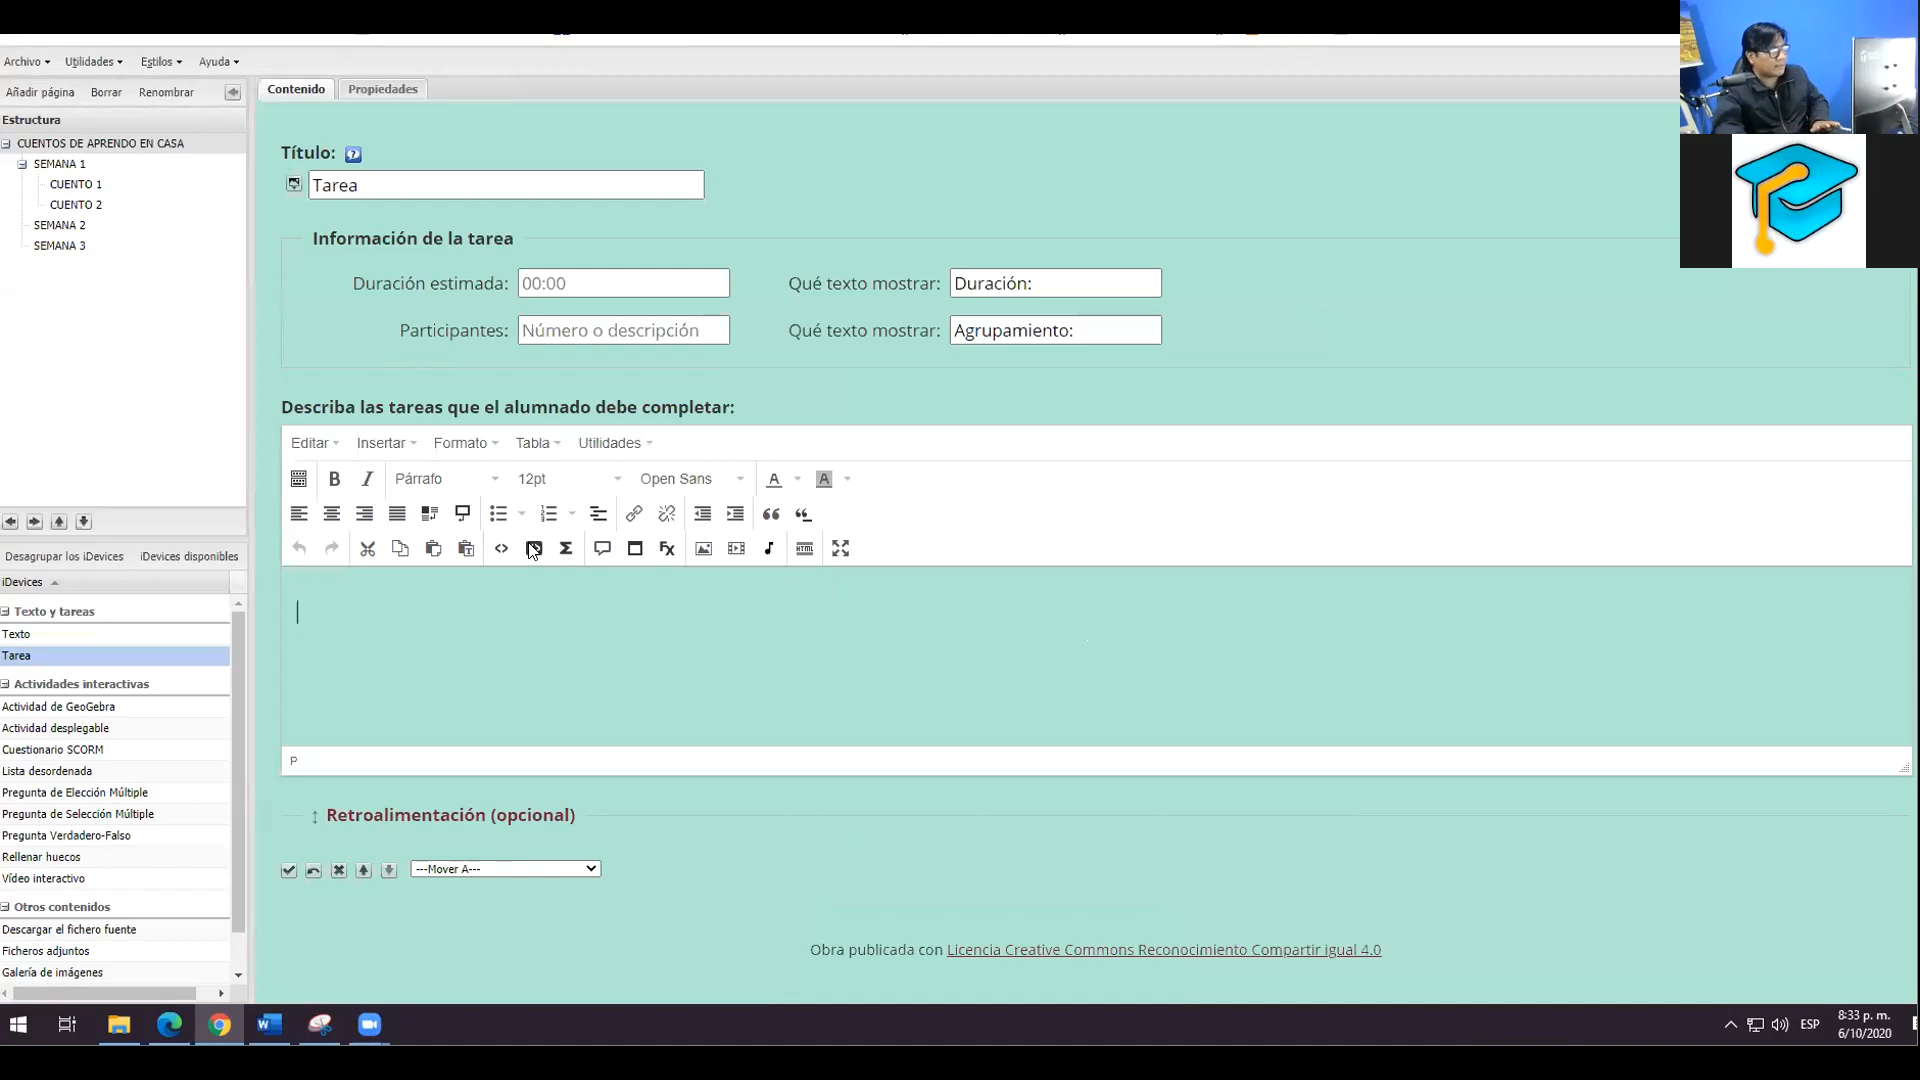 Archivo Utilidades Estilos Ayuda
Añadir página Borrar Renombrar
Contenido Propiedades
Estructura
CUENTOS DE APRENDO EN CASA
SEMANA 1
CUENTO 1
CUENTO 2
SEMANA 2
SEMANA 3
Título:
Tarea
Información de la tarea
Duración estimada: 00:00 Qué texto mostrar: Duración:
Participantes: Número o descripción Qué texto mostrar: Agrupamiento:
Describa las tareas que el alumnado debe completar:
Editar Insertar Formato Tabla Utilidades
B I Párrafo 12pt Open Sans A A
HTML
P
Retroalimentación (opcional)
---Mover A---
Obra publicada con Licencia Creative Commons Reconocimiento Compartir igual 4.0
Desagrupar los iDevices iDevices disponibles
iDevices
Texto y tareas
Texto
Tarea
Actividades interactivas
Actividad de GeoGebra
Actividad desplegable
Cuestionario SCORM
Lista desordenada
Pregunta de Elección Múltiple
Pregunta de Selección Múltiple
Pregunta Verdadero-Falso
Rellenar huecos
Vídeo interactivo
Otros contenidos
Descargar el fichero fuente
Ficheros adjuntos
Galería de imágenes
ESP
8:33 p. m.
6/10/2020